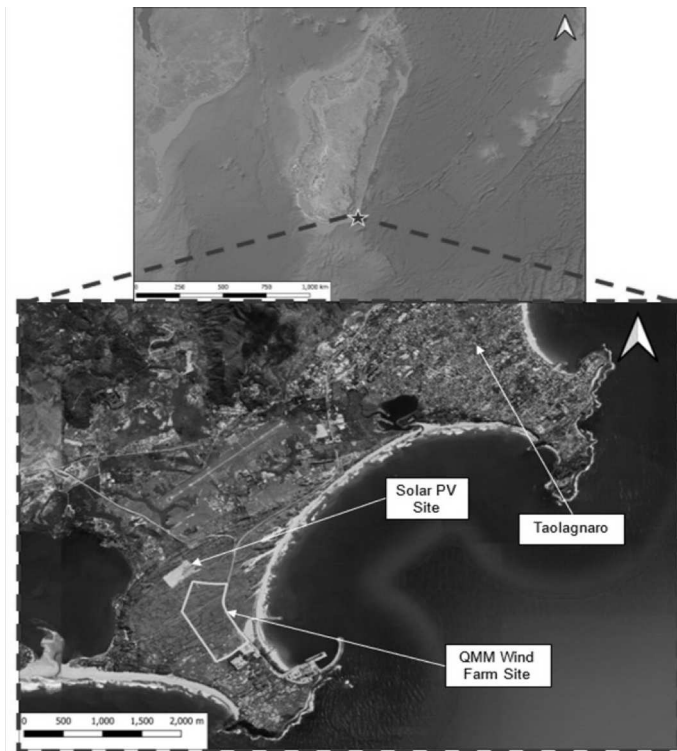 0 250 500 750 1,000 km
Solar PV
Site
Taolagnaro
QMM Wind
Farm Site
0 500 1,000 1,500 2,000 m